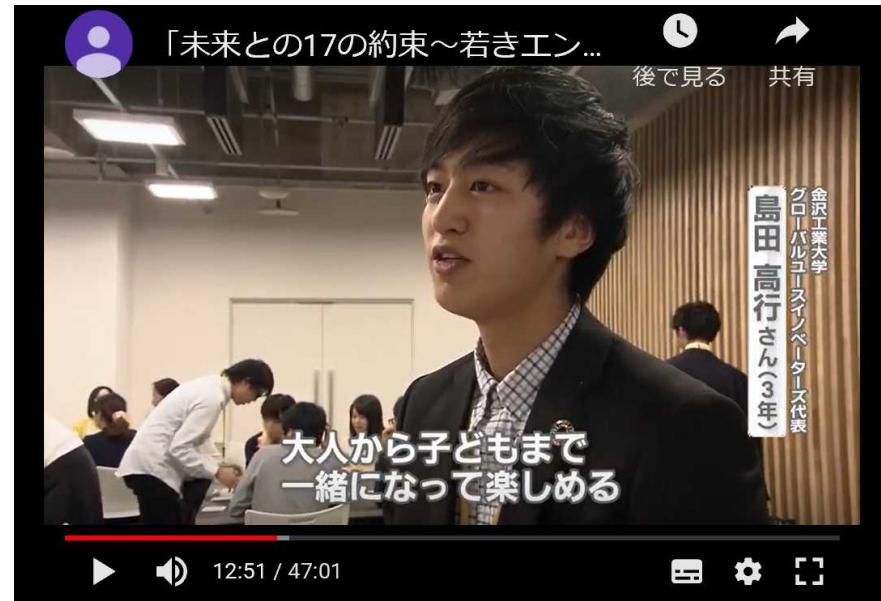 「未来との17の約束～若きエン...
後で見る
共有
金沢工業大学
グローバルユースイノベーターズ代表
島田 高行さん(3年)
大人から子どもまで
一緒になって楽しめる
12:51 / 47:01